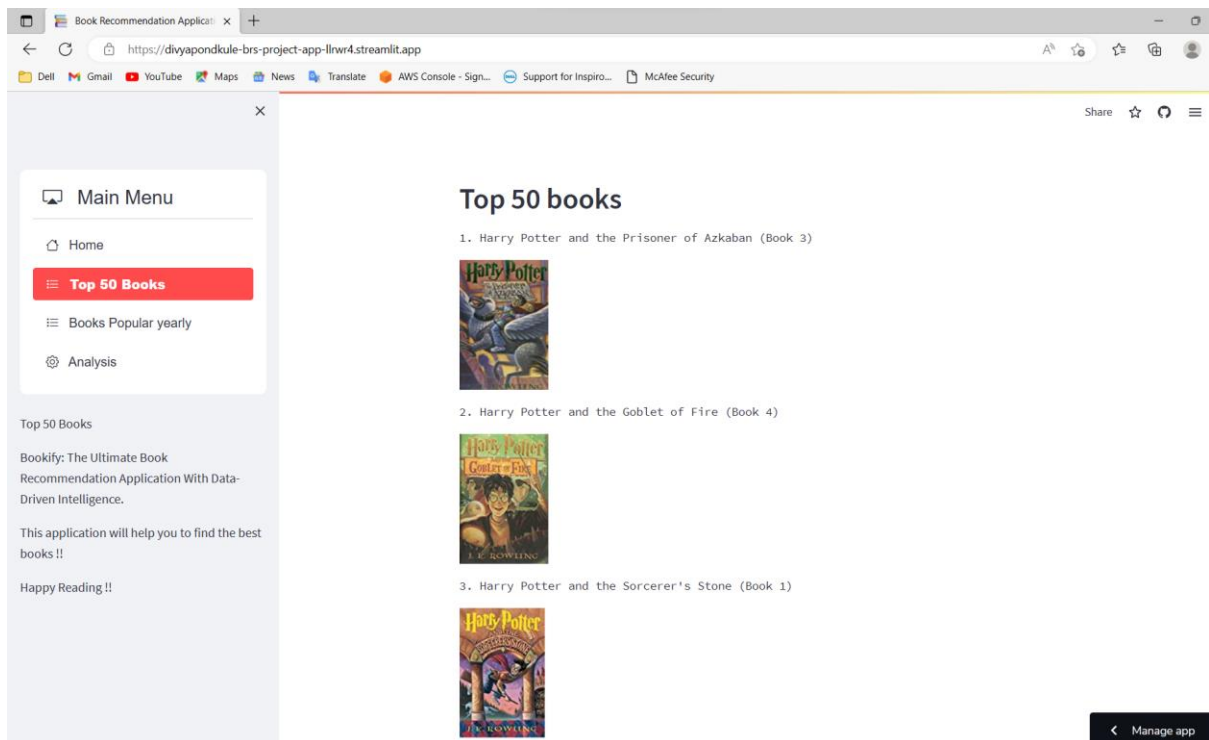 Book Recommendation Applicati
https://divyapondkule-brs-project-app-llrwr4.streamlit.app
Dell Gmail YouTube Maps News Translate AWS Console - Sign... Support for Inspiro... McAfee Security
Share
Main Menu
Home
Top 50 Books
Books Popular yearly
Analysis
Top 50 Books
Bookify: The Ultimate Book
Recommendation Application With Data-
Driven Intelligence.
This application will help you to find the best
books !!
Happy Reading !!
Top 50 books
1. Harry Potter and the Prisoner of Azkaban (Book 3)
Harry Potter
2. Harry Potter and the Goblet of Fire (Book 4)
Harry Potter
Goblet of Fire
J. K. ROWLING
3. Harry Potter and the Sorcerer's Stone (Book 1)
Harry Potter
J. K. ROWLING
Manage app